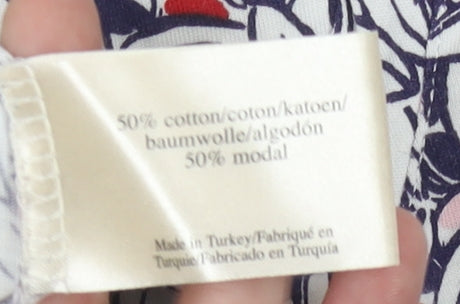 50% cotton/coton/katoen/
baumwolle/algodón
50% modal
Made in Turkey/Fabriqué en
Turquie/Fabricado en Turquía